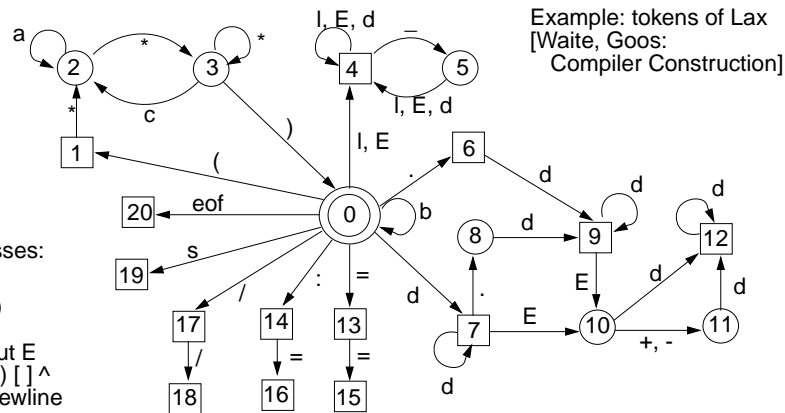 Example: tokens of Lax
[Waite, Goos:
Compiler Construction]
a
2
*
3
*
c
*
1
)
(
l, E, d
4
_
5
l, E, d
l, E
.
6
d
0
b
20
eof
s
19
/
17
/
18
:
14
=
16
=
13
=
15
d
7
d
.
8
d
9
d
E
E
10
d
12
d
+, -
11
d
sses:
)
ut E
) [ ] ^
ewline